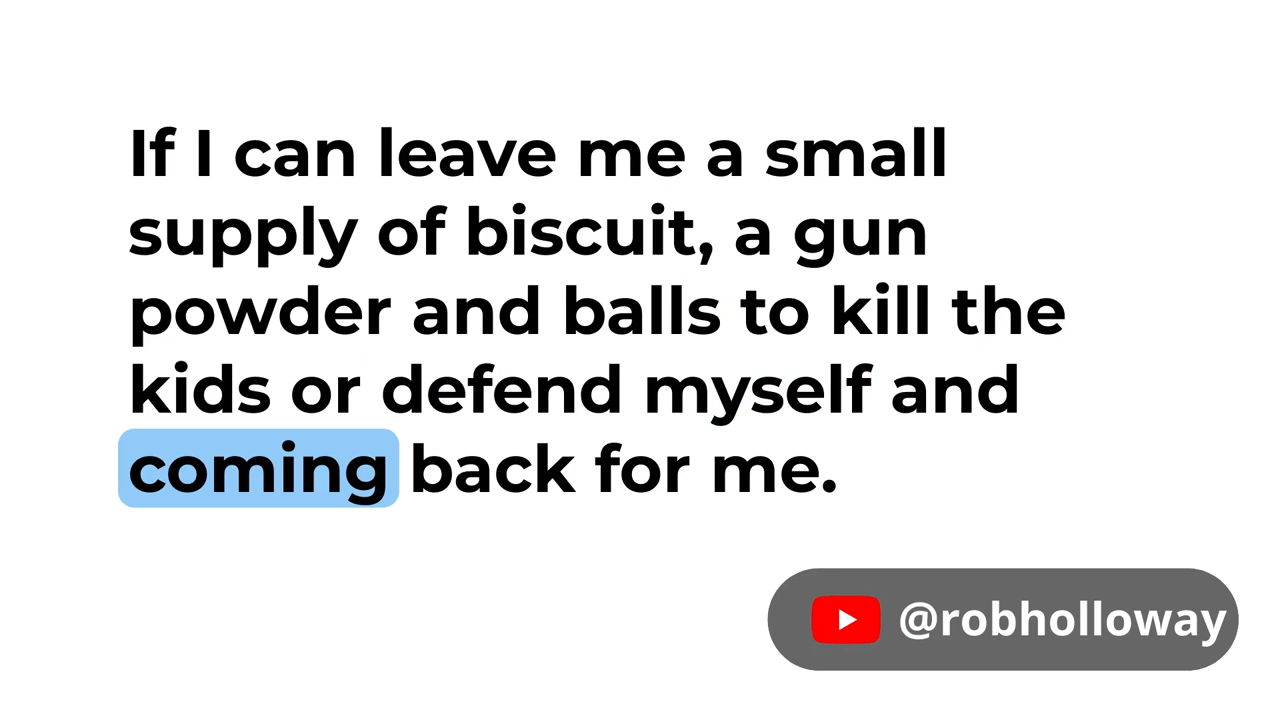 If I can leave me a small
supply of biscuit, a gun
powder and balls to kill the
kids or defend myself and
coming back for me.
@robholloway